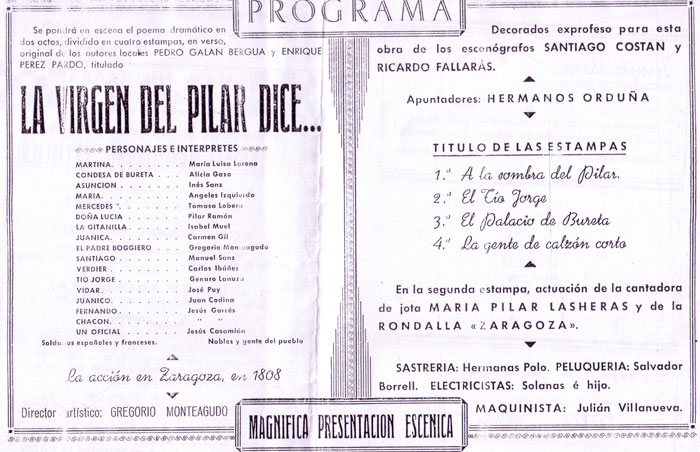 PROGRAMA
Se pondrá en escena el poema dramático en
dos actos, dividido en cuatro estampas, en verso,
original de los autores locales PEDRO GALAN BERGUA y ENRIQUE
PEREZ PARDO, titulado
LA VIRGEN DEL PILAR DICE...
PERSONAJES E INTERPRETES
MARTINA. . . . . . . . María Luisa Lorena
CONDESA DE BURETA . . . Alicia Gazo
ASUNCION . . . . . . . Inés Sanz
MARIA. . . . . . . . . Angeles Izquierdo
MERCEDES . . . . . . . Tomasa Lobera
DOÑA LUCIA . . . . . . Pilar Ramón
LA GITANILLA . . . . . Isabel Muel
JUANICA. . . . . . . . Carmen Gil
EL PADRE BOGGIERO . . . Gregorio Monteagudo
SANTIAGO . . . . . . . Manuel Sanz
VERDIER . . . . . . . Carlos Ibáñez
TIO JORGE . . . . . . Genaro Lanuza
VIDAR. . . . . . . . . José Puy
JUANICO. . . . . . . . Juan Codina
FERNANDO . . . . . . . Jesús Garcés
CHACON. . . . . . . . " "
UN OFICIAL . . . . . . Jesús Casamián
Soldados españoles y franceses. Nobles y gente del pueblo
La acción en Zaragoza, en 1808
Director artístico: GREGORIO MONTEAGUDO
Decorados exprofeso para esta
obra de los escenógrafos SANTIAGO COSTAN y
RICARDO FALLARÁS.
Apuntadores: HERMANOS ORDUÑA
TITULO DE LAS ESTAMPAS
1.ª A la sombra del Pilar.
2.ª El Tío Jorge
3.ª El Palacio de Bureta
4.ª La gente de calzón corto
En la segunda estampa, actuación de la cantadora
de jota MARIA PILAR LASHERAS y de la
RONDALLA «ZARAGOZA».
SASTRERIA: Hermanas Polo. PELUQUERIA: Salvador
Borrell. ELECTRICISTAS: Solanas é hijo.
MAQUINISTA: Julián Villanueva.
MAGNIFICA PRESENTACION ESCENICA